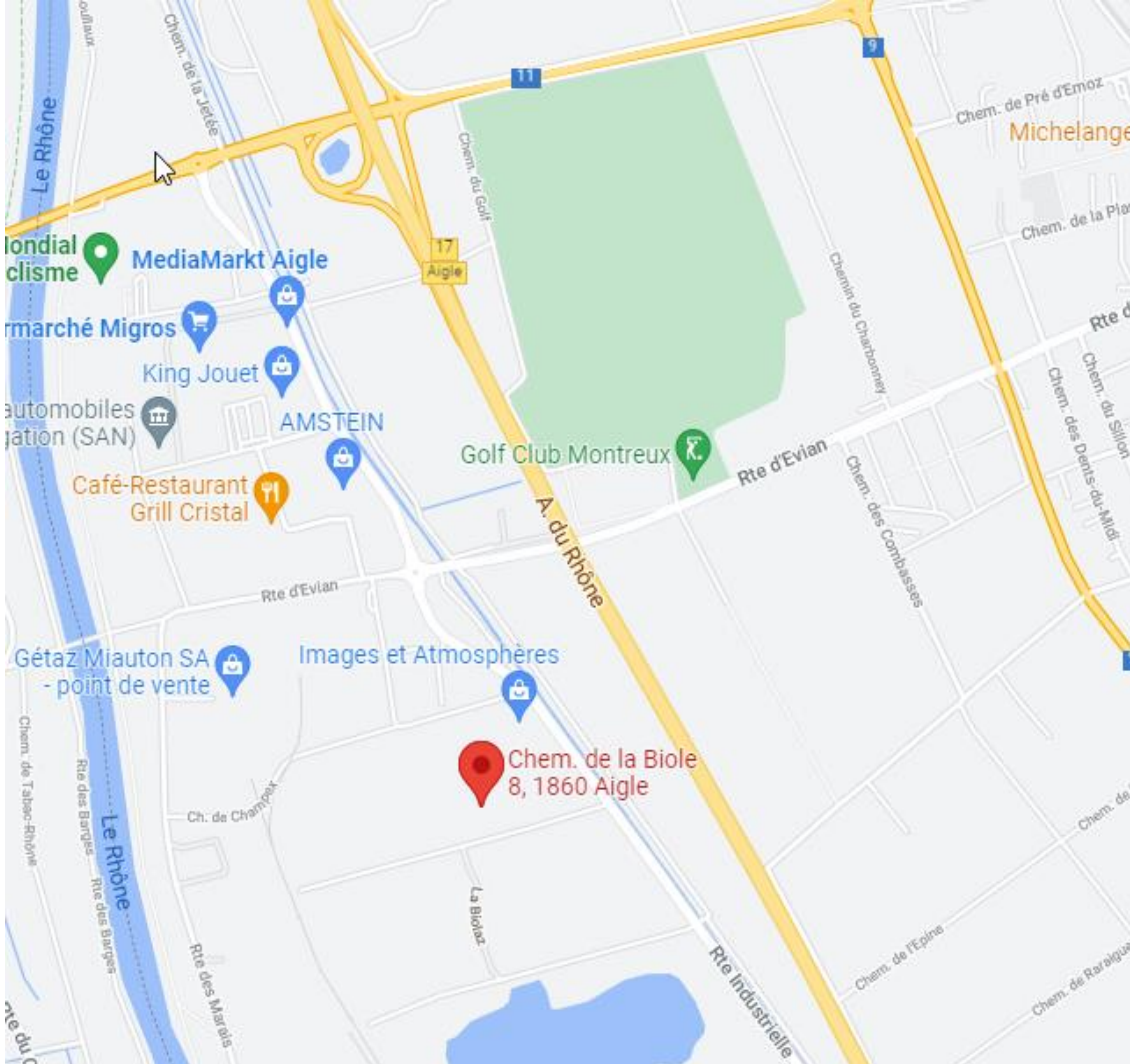 ouflaux
Chem. de la Jetée
11
9
Chem. de Pré d'Emoz
Michelange
Le Rhône
Chem. du Golf
Chem. de la Plan
ondial
clisme
MediaMarkt Aigle
17
Aigle
Chemin du Charbonney
rmarché Migros
Rte d
King Jouet
automobiles
gation (SAN)
AMSTEIN
Chem. du Sillon
Chem. des Dents-du-Midi
Golf Club Montreux
Rte d'Evian
Café-Restaurant
Grill Cristal
A. du Rhône
Chem. des Combasses
Rte d'Evian
Gétaz Miauton SA
- point de vente
Images et Atmosphères
Chem. de la Biole
8, 1860 Aigle
Chem. de Tabac-Rhône
Rte des Barges
Ch. de Champex
Chem. de
Le Rhône
Rte des Barges
La Biolaz
Rte des Marais
Rte Industrielle
Chem. de l'Epine
Chem. de Raraigue